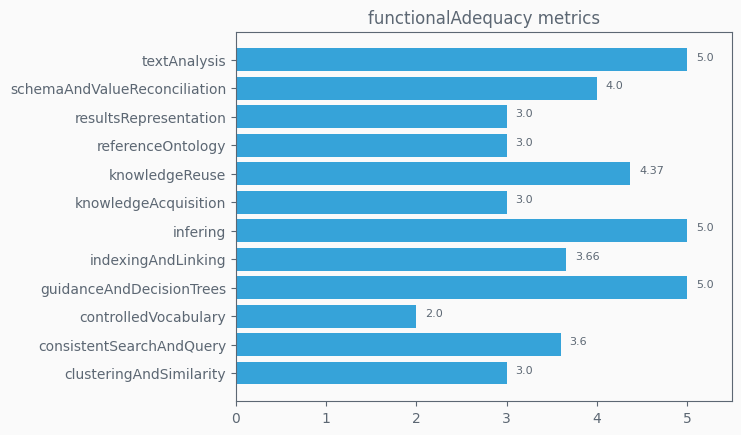 functionalAdequacy metrics
textAnalysis 5.0
schemaAndValueReconciliation 4.0
resultsRepresentation 3.0
referenceOntology 3.0
knowledgeReuse 4.37
knowledgeAcquisition 3.0
infering 5.0
indexingAndLinking 3.66
guidanceAndDecisionTrees 5.0
controlledVocabulary 2.0
consistentSearchAndQuery 3.6
clusteringAndSimilarity 3.0
0 1 2 3 4 5